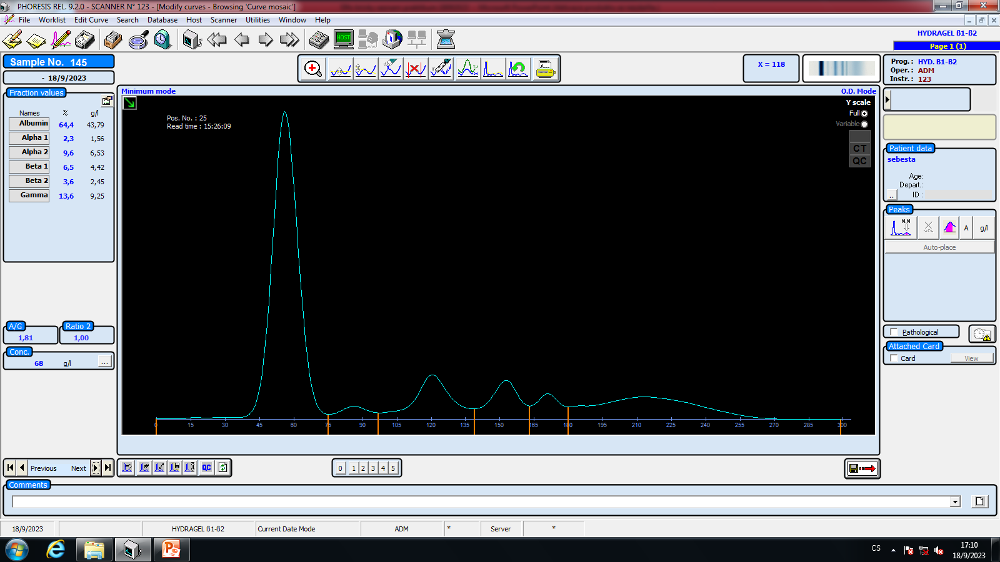 PHORESIS REL. 9.2.0 - SCANNER N° 123 - [Modify curves - Browsing 'Curve mosaic']
File Worklist Edit Curve Search Database Host Scanner Utilities Window Help
HOST
HYDRAGEL ß1-ß2
Page 1 (1)
Sample No. 145
- 18/9/2023
X = 118
Prog.: HYD. B1-B2
Oper.: ADM
Instr.: 123
Fraction values
Names % g/l
Albumin 64,4 43,79
Alpha 1 2,3 1,56
Alpha 2 9,6 6,53
Beta 1 6,5 4,42
Beta 2 3,6 2,45
Gamma 13,6 9,25
A/G
1,81
Ratio 2
1,00
Conc.
68 g/l ...
Minimum mode
O.D. Mode
Y scale
Full
Variable
CT
QC
Pos. No. : 25
Read time : 15:26:09
0 15 30 45 60 75 90 105 120 135 150 165 180 195 210 225 240 255 270 285 300
Patient data
sebesta
Age:
Depart.:
.. ID :
Peaks
N.N
A g/l
Auto-place
Pathological
Attached Card
Card View
Previous Next
QC
0 1 2 3 4 5
Comments
18/9/2023 HYDRAGEL ß1-ß2 Current Date Mode ADM * Server *
CS
17:10
18/9/2023